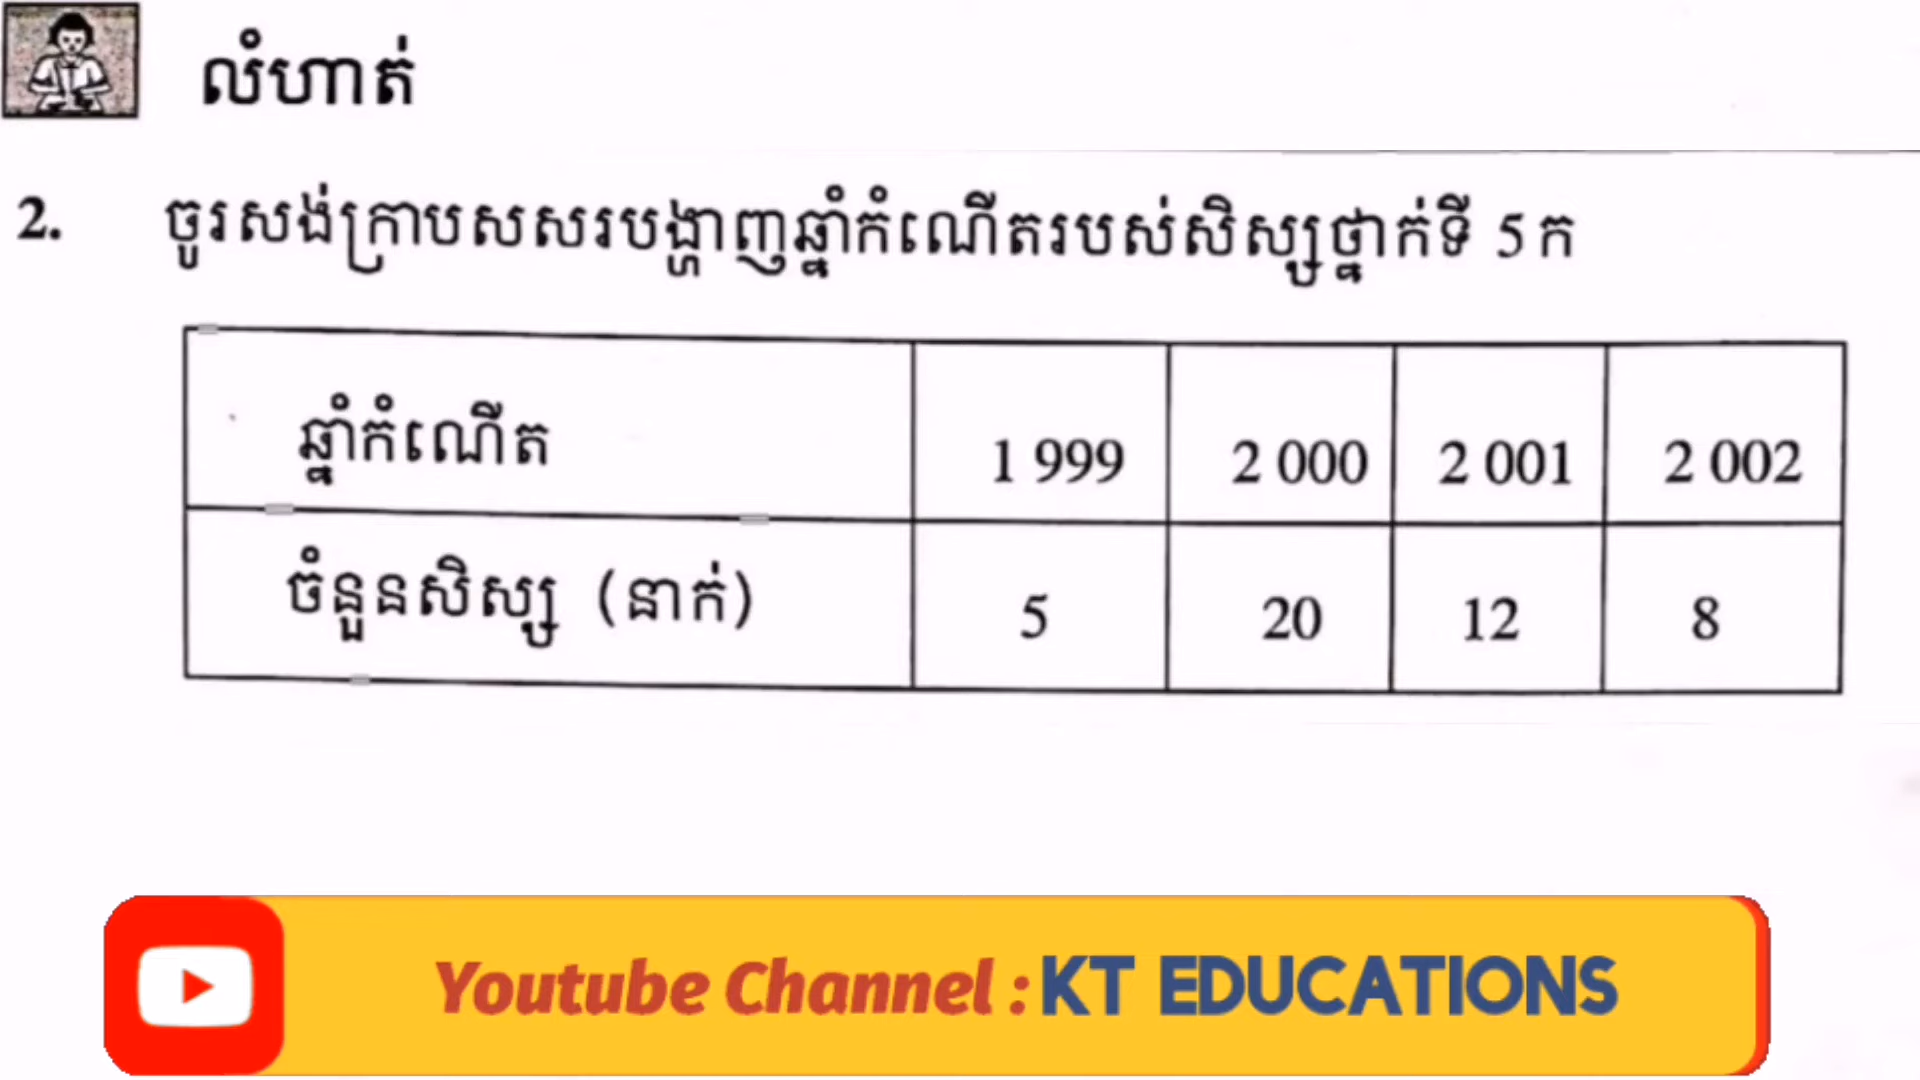 លំហាត់
2. ចូរសង់ក្រាបសសរបង្ហាញឆ្នាំកំណើតរបស់សិស្សថ្នាក់ទី 5 ក
ឆ្នាំកំណើត 1 999 2 000 2 001 2 002
ចំនួនសិស្ស (នាក់) 5 20 12 8
Youtube Channel : KT EDUCATIONS